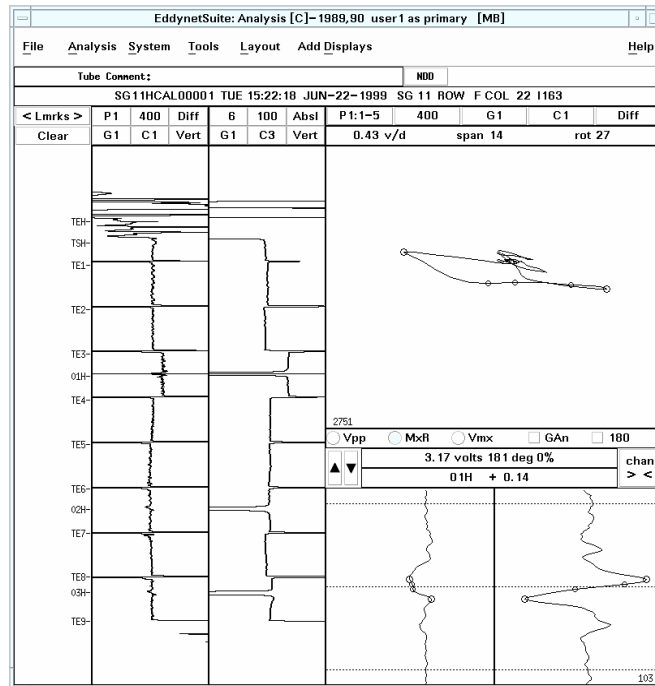 EddynetSuite: Analysis [C]-1989,90 user1 as primary [MB]
File Analysis System Tools Layout Add Displays Help
Tube Comment: NDD
SG11HCAL00001 TUE 15:22:18 JUN-22-1999 SG 11 ROW F COL 22 I163
< Lmrks > P1 400 Diff 6 100 Absl P1:1-5 400 G1 C1 Diff
Clear G1 C1 Vert G1 C3 Vert 0.43 v/d span 14 rot 27
TEH
TSH
TE1
TE2
TE3
01H
TE4
TE5
TE6
02H
TE7
TE8
03H
TE9
2751
Vpp MxR Vmx GAn 180
3.17 volts 181 deg 0% chan
01H + 0.14 > <
103